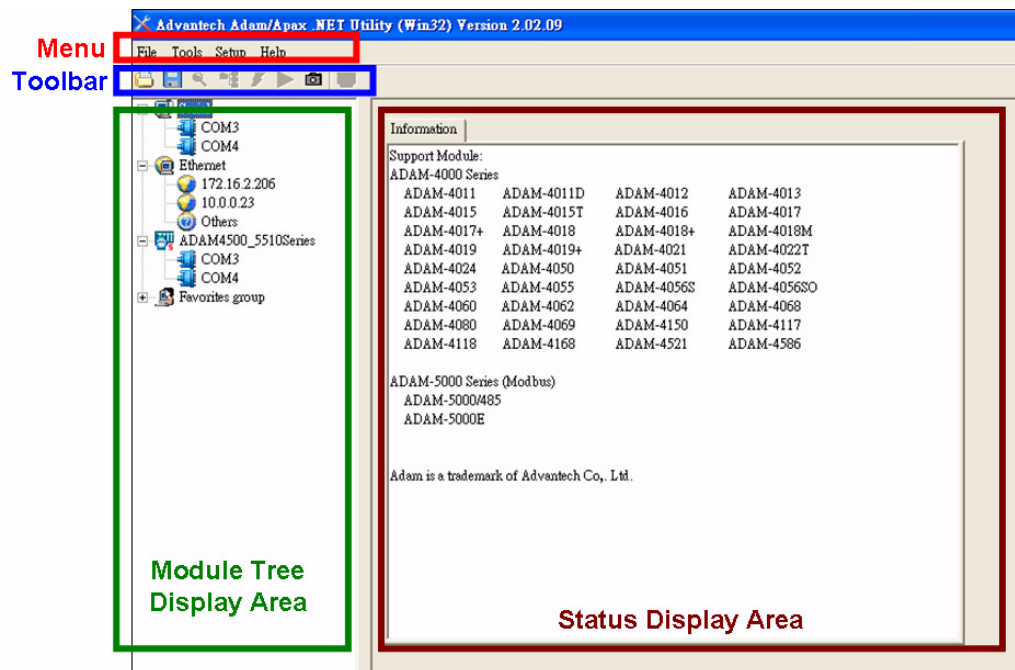 Advantech Adam/Apax .NET Utility (Win32) Version 2.02.09
Menu
File Tools Setup Help
Toolbar
COM3
COM4
Ethernet
172.16.2.206
10.0.0.23
Others
ADAM4500_5510Series
COM3
COM4
Favorites group
Module Tree
Display Area
Information
Support Module:
ADAM-4000 Series
ADAM-4011 ADAM-4011D ADAM-4012 ADAM-4013
ADAM-4015 ADAM-4015T ADAM-4016 ADAM-4017
ADAM-4017+ ADAM-4018 ADAM-4018+ ADAM-4018M
ADAM-4019 ADAM-4019+ ADAM-4021 ADAM-4022T
ADAM-4024 ADAM-4050 ADAM-4051 ADAM-4052
ADAM-4053 ADAM-4055 ADAM-4056S ADAM-4056SO
ADAM-4060 ADAM-4062 ADAM-4064 ADAM-4068
ADAM-4080 ADAM-4069 ADAM-4150 ADAM-4117
ADAM-4118 ADAM-4168 ADAM-4521 ADAM-4586
ADAM-5000 Series (Modbus)
ADAM-5000/485
ADAM-5000E
Adam is a trademark of Advantech Co,. Ltd.
Status Display Area